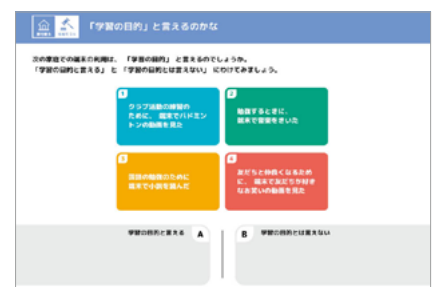 「学習の目的」と言えるのかな
次の家庭での端末の利用は、「学習の目的」と言えるのでしょうか。
「学習の目的と言える」と「学習の目的とは言えない」にわけてみましょう。
1
クラブ活動の練習の
ために、端末でバドミン
トンの動画を見た
2
勉強するときに、
端末で音楽をきいた
3
国語の勉強のために
端末で小説を読んだ
4
友だちと仲良くなるため
に、端末で友だちが好き
なお笑いの動画を見た
学習の目的と言える A
B 学習の目的とは言えない